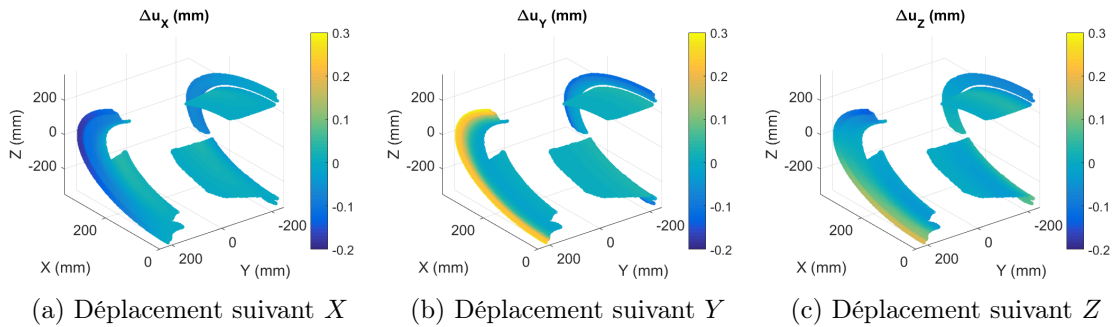 Δu_X (mm)
0.3
0.2
0.1
0
-0.1
-0.2
Z (mm)
200
0
-200
200
0
X (mm)
200
0
-200
Y (mm)
(a) Déplacement suivant X
Δu_Y (mm)
0.3
0.2
0.1
0
-0.1
-0.2
Z (mm)
200
0
-200
200
0
X (mm)
200
0
-200
Y (mm)
(b) Déplacement suivant Y
Δu_Z (mm)
0.3
0.2
0.1
0
-0.1
-0.2
Z (mm)
200
0
-200
200
0
X (mm)
200
0
-200
Y (mm)
(c) Déplacement suivant Z